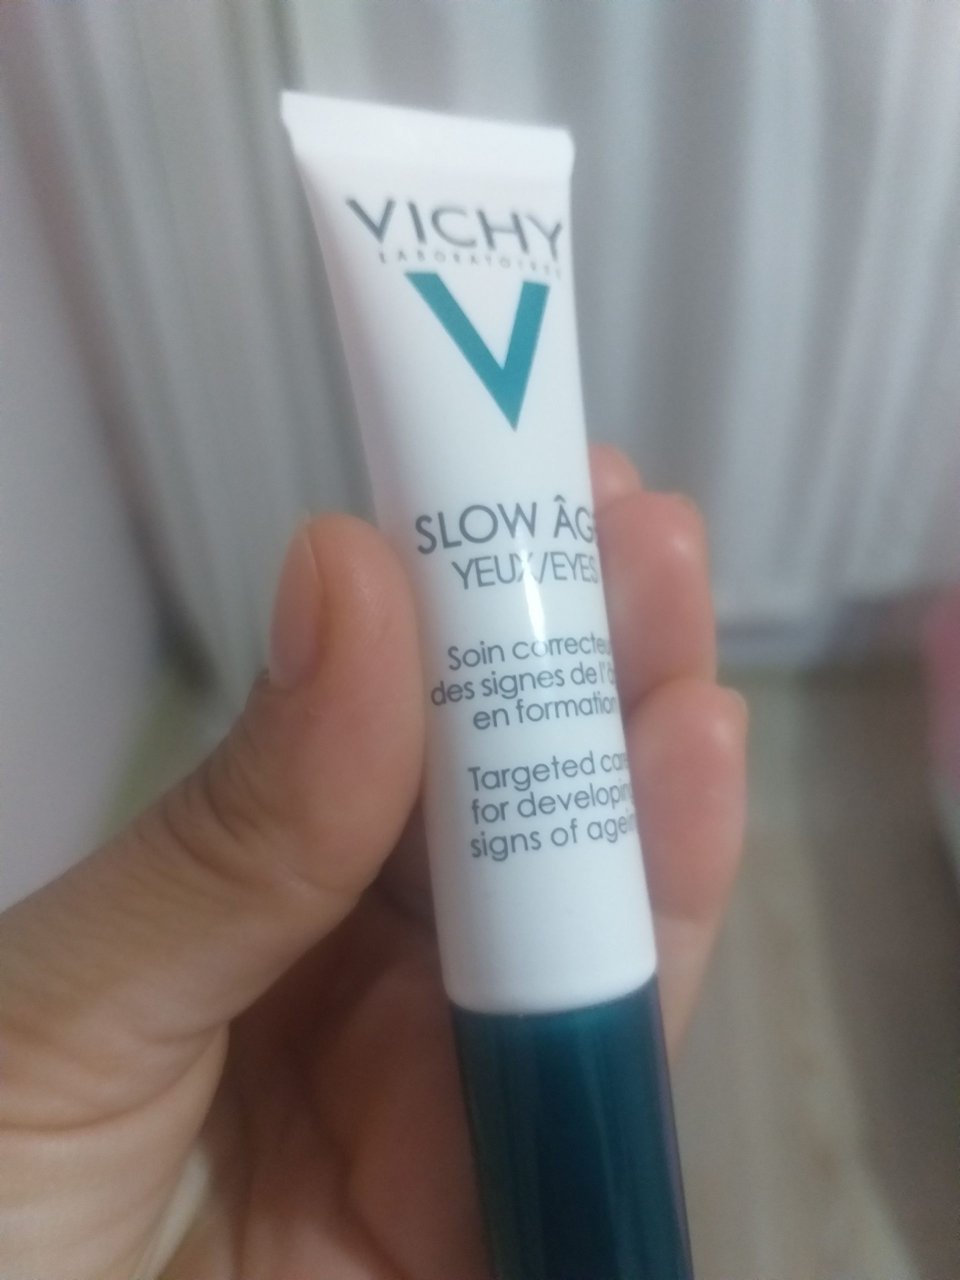 VICHY
LABORATOIRES
V
SLOW ÂG
YEUX/EYES
Soin correcteu
des signes de l'â
en formation
Targeted care
for developin
signs of agein